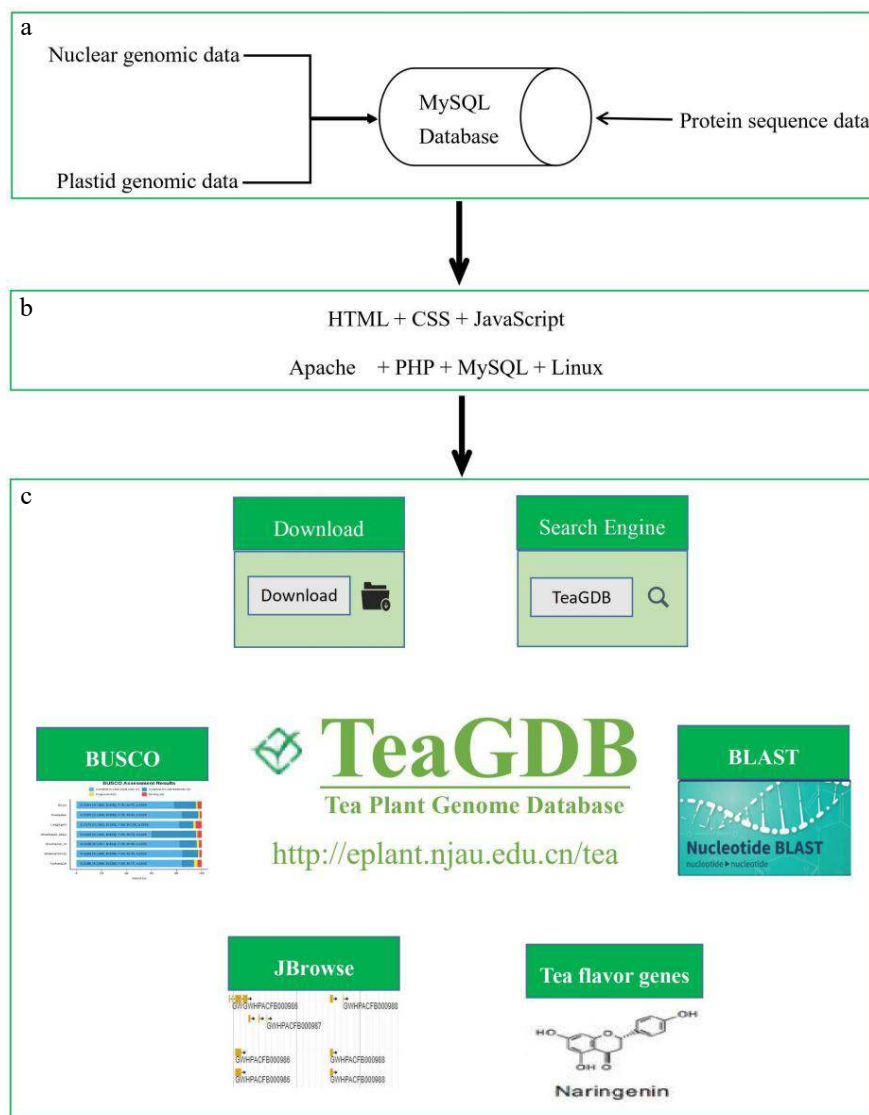 a
Nuclear genomic data
MySQL
Database
Protein sequence data
Plastid genomic data
b
HTML + CSS + JavaScript
Apache + PHP + MySQL + Linux
c
Download
Search Engine
Download
TeaGDB
BUSCO
BUSCO Assessment Results
TeaGDB
Tea Plant Genome Database
http://eplant.njau.edu.cn/tea
BLAST
Nucleotide BLAST
nucleotide ▸ nucleotide
JBrowse
GWHPACFB000988
GWHPACFB000987
GWHPACFB000986
GWHPACFB000988
GWHPACFB000986
GWHPACFB000988
Tea flavor genes
HO
O
OH
OH
O
Naringenin